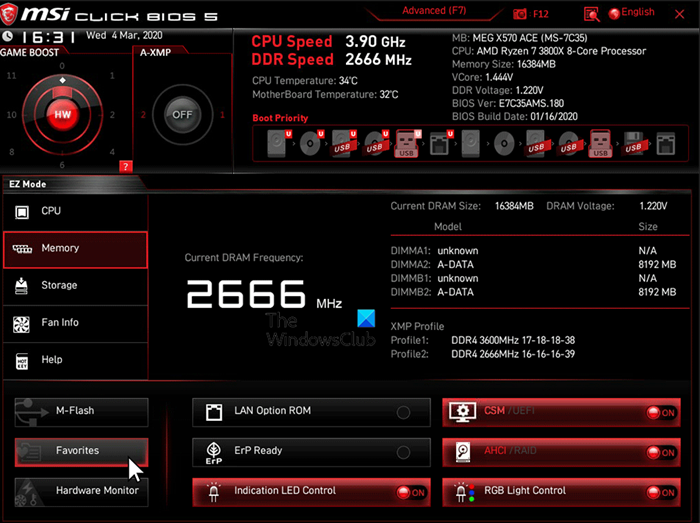 msi CLICK BIOS 5
Advanced (F7)
F12
English
X
16:31 Wed 4 Mar, 2020
GAME BOOST
A-XMP
11 1
10 2
8 4
6
HW
?
OFF
1 2
CPU Speed 3.90 GHz
DDR Speed 2666 MHz
CPU Temperature: 34°C
MotherBoard Temperature: 32°C
MB: MEG X570 ACE (MS-7C35)
CPU: AMD Ryzen 7 3800X 8-Core Processor
Memory Size: 16384MB
VCore: 1.444V
DDR Voltage: 1.220V
BIOS Ver: E7C35AMS.180
BIOS Build Date: 01/16/2020
Boot Priority
U U U U U U
USB USB USB USB USB USB USB
EZ Mode
CPU
Memory
Storage
Fan Info
HOT KEY
Help
Current DRAM Frequency:
2666 MHz
Current DRAM Size: 16384MB DRAM Voltage: 1.220V
Model Size
DIMMA1: unknown N/A
DIMMA2: A-DATA 8192 MB
DIMMB1: unknown N/A
DIMMB2: A-DATA 8192 MB
The
WindowsClub
XMP Profile
Profile1: DDR4 3600MHz 17-18-18-38
Profile2: DDR4 2666MHz 16-16-16-39
M-Flash
Favorites
Hardware Monitor
LAN Option ROM
ErP
ErP Ready
Indication LED Control ON
CSM /UEFI ON
AHCI /RAID ON
RGB Light Control ON